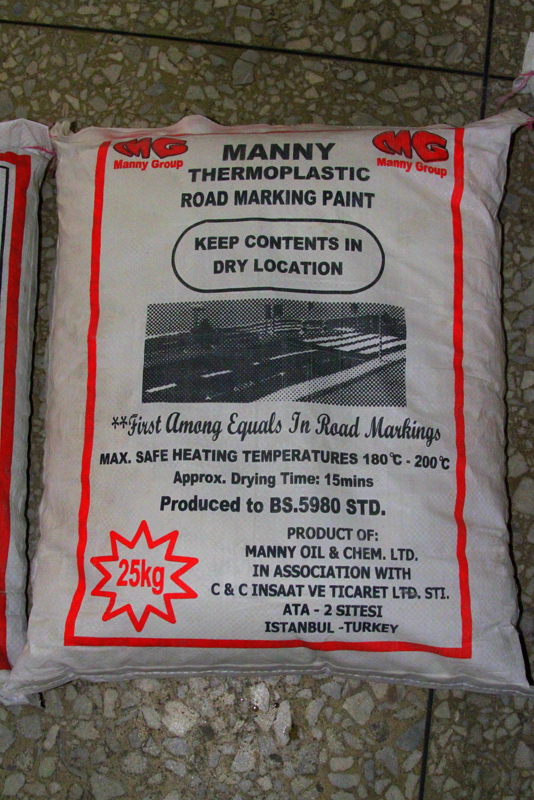 MG
Manny Group
MG
Manny Group
MANNY
THERMOPLASTIC
ROAD MARKING PAINT
KEEP CONTENTS IN
DRY LOCATION
**First Among Equals In Road Markings
MAX. SAFE HEATING TEMPERATURES 180°C - 200°C
Approx. Drying Time: 15mins
Produced to BS.5980 STD.
25kg
PRODUCT OF:
MANNY OIL & CHEM. LTD.
IN ASSOCIATION WITH
C & C INSAAT VE TICARET LTD. STI.
ATA - 2 SITESI
ISTANBUL -TURKEY